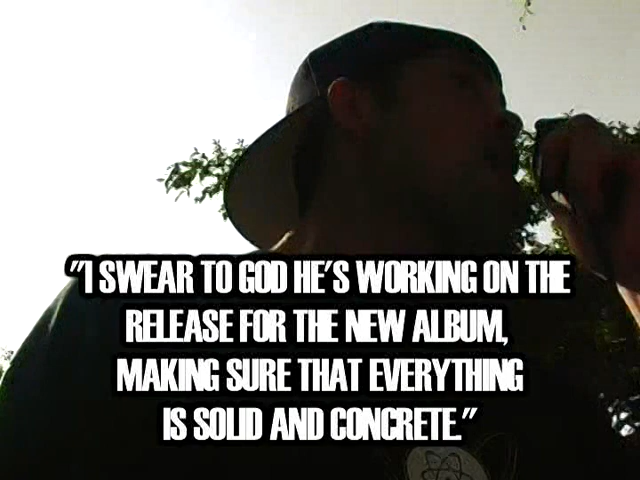 "I SWEAR TO GOD HE'S WORKING ON THE
RELEASE FOR THE NEW ALBUM,
MAKING SURE THAT EVERYTHING
IS SOLID AND CONCRETE."